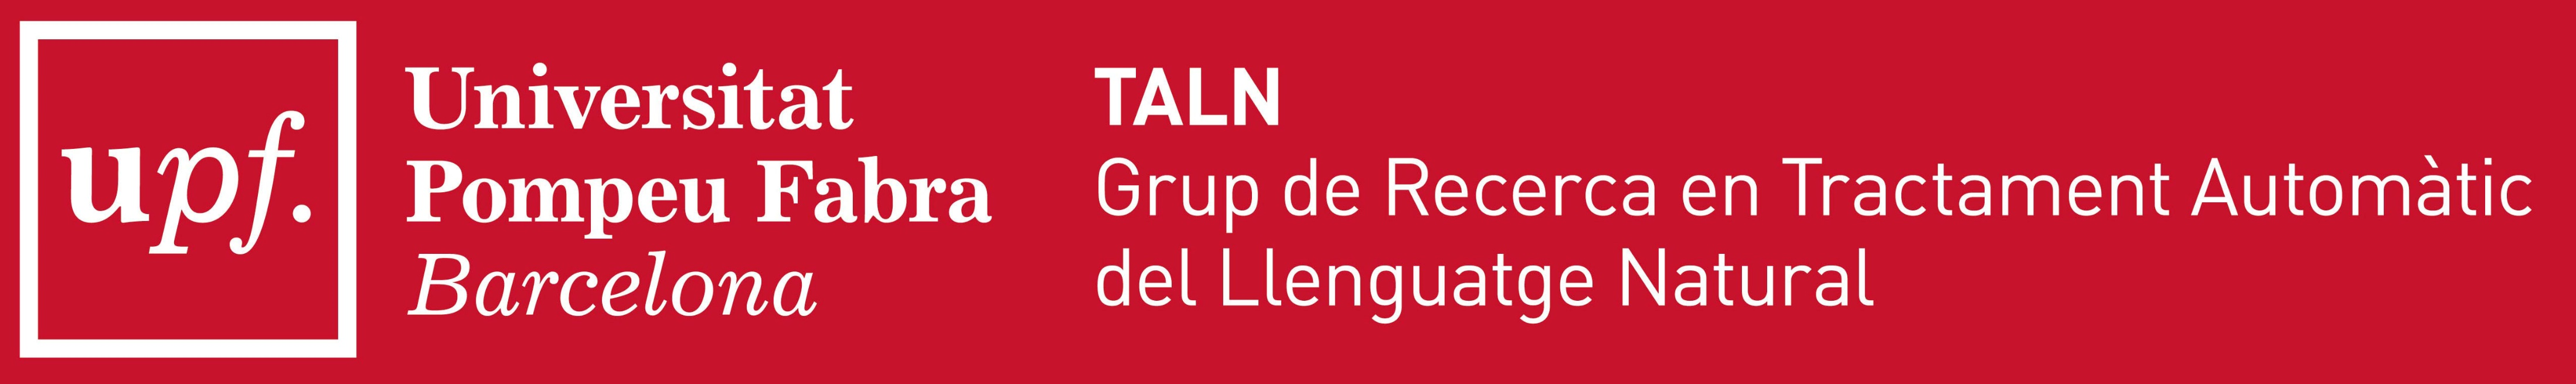 upf.
Universitat
Pompeu Fabra
Barcelona
TALN
Grup de Recerca en Tractament Automàtic
del Llenguatge Natural